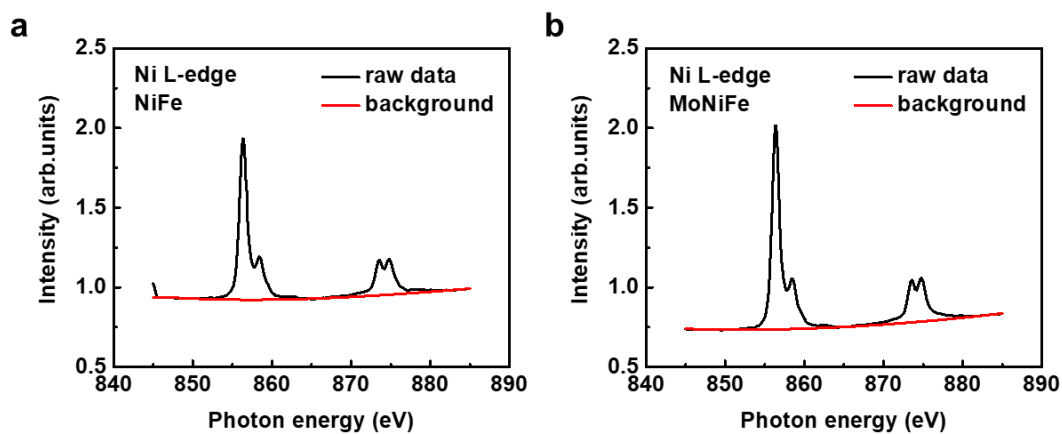 a
Ni L-edge
NiFe
raw data
background
2.5
2.0
1.5
1.0
0.5
840
850
860
870
880
890
Intensity (arb.units)
Photon energy (eV)
b
Ni L-edge
MoNiFe
raw data
background
2.5
2.0
1.5
1.0
0.5
840
850
860
870
880
890
Intensity (arb.units)
Photon energy (eV)